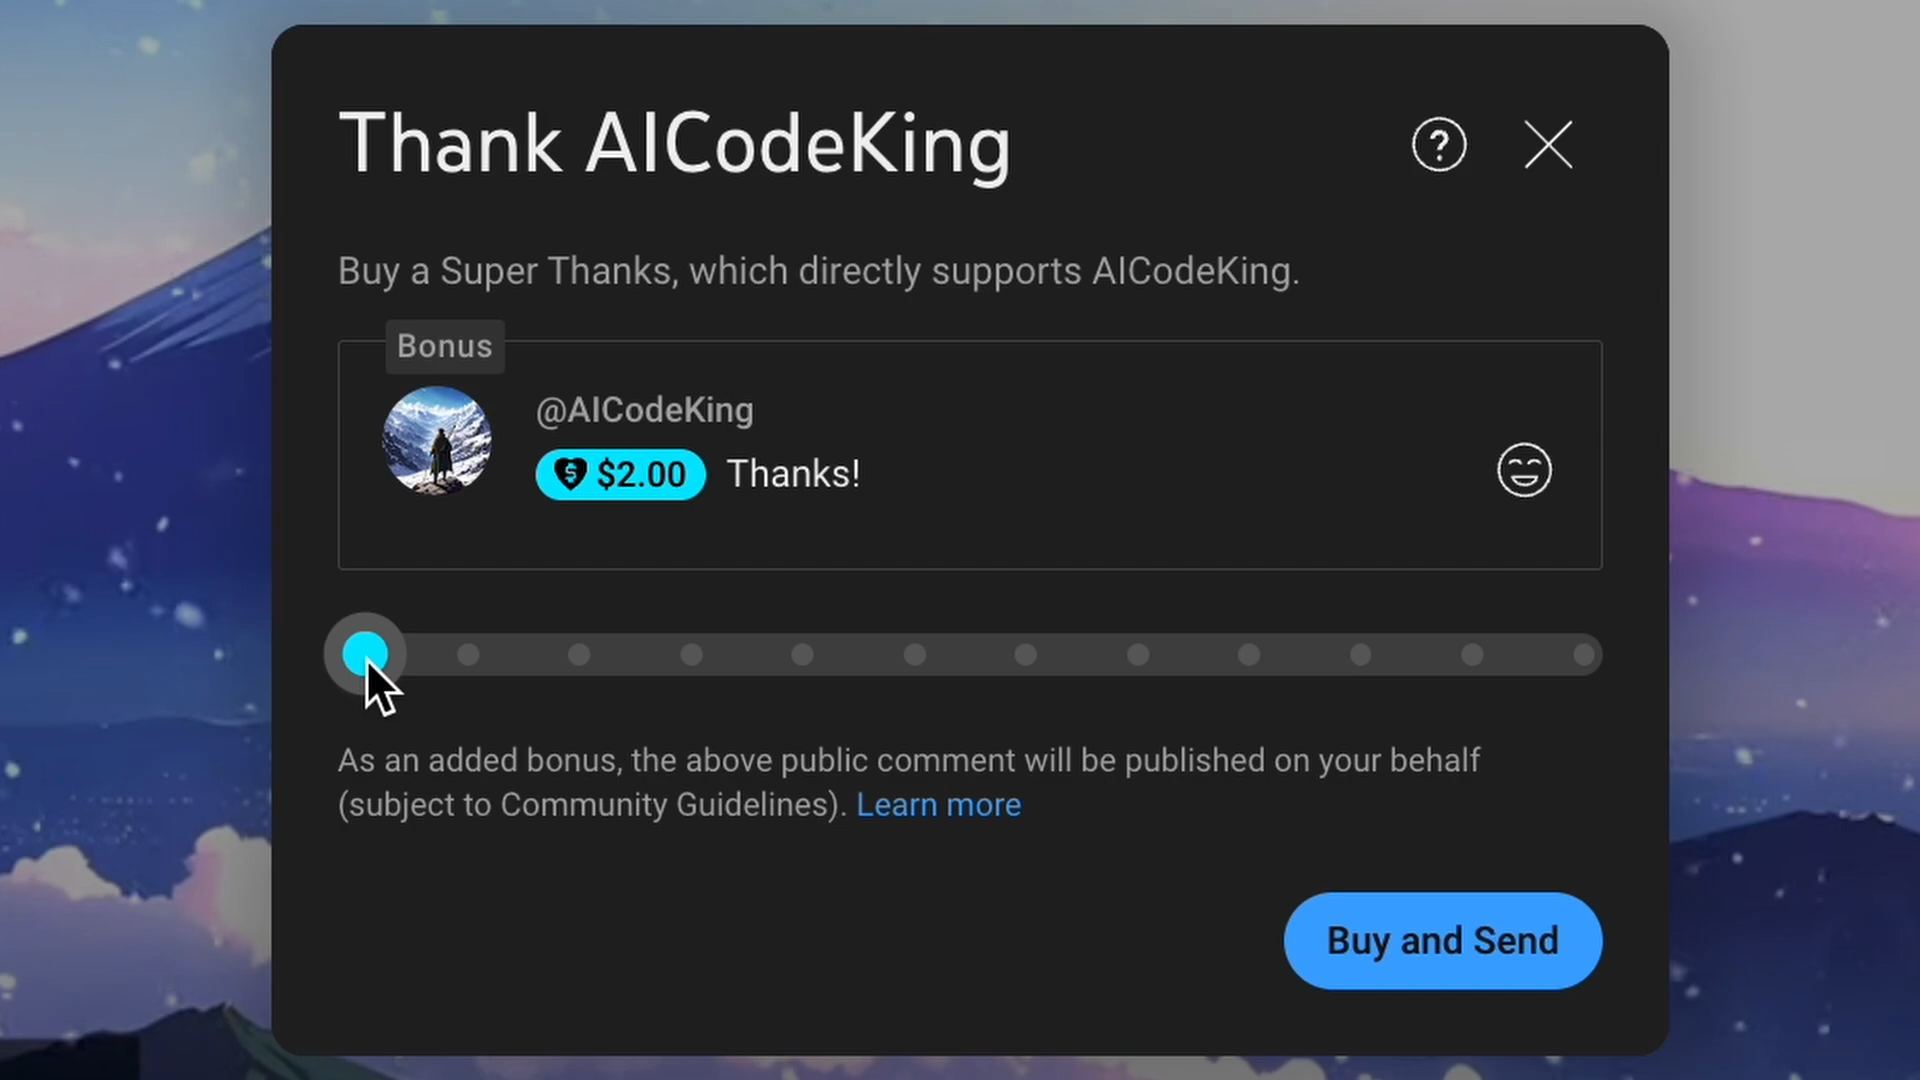 Thank AICodeKing
Buy a Super Thanks, which directly supports AICodeKing.
Bonus
@AICodeKing
$2.00 Thanks!
As an added bonus, the above public comment will be published on your behalf
(subject to Community Guidelines). Learn more
Buy and Send